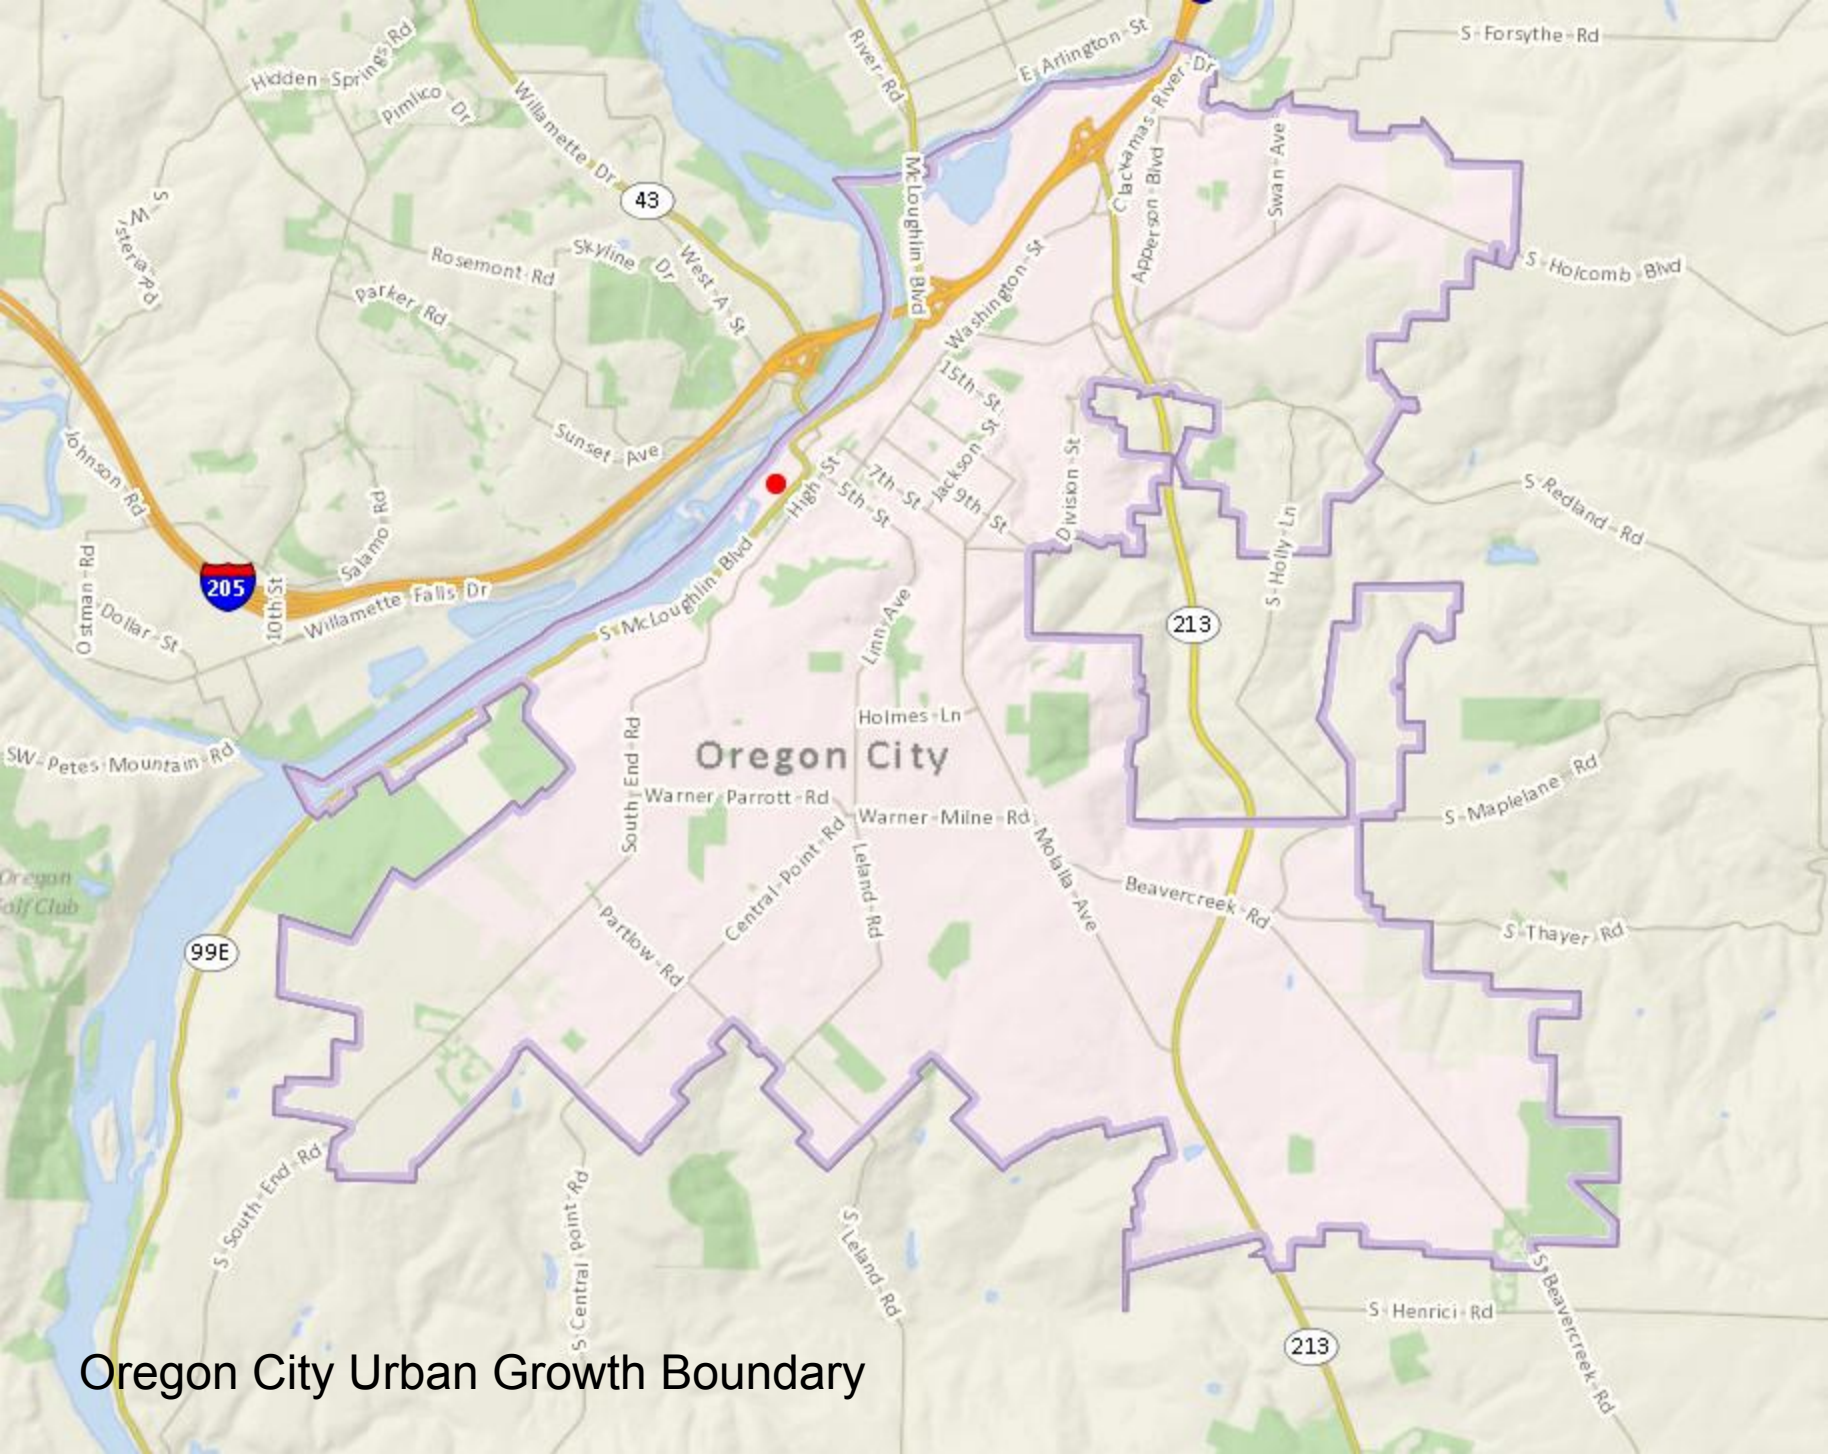 S Forsythe Rd
E Arlington St
River Rd
Hidden Springs Rd
Pimlico Dr
Willamette Dr
Clackamas River Dr
McLoughlin Blvd
Apperson Blvd
Swan Ave
43
S Wisteria Rd
Rosemont Rd
Skyline Dr
West A St
Parker Rd
Washington St
S Holcomb Blvd
15th St
Sunset Ave
Johnson Rd
High St
5th St
7th St
Jackson St
9th St
Division St
S Redland Rd
Salamo Rd
S Holly Ln
Ostman Rd
205
10th St
Willamette Falls Dr
Dollar St
S McLoughlin Blvd
Linn Ave
213
SW Petes Mountain Rd
South End Rd
Holmes Ln
Oregon City
Warner Parrott Rd
Warner Milne Rd
S Maplelane Rd
Central Point Rd
Leland Rd
Molalla Ave
Beavercreek Rd
Oregon
Partlow Rd
S Thayer Rd
99E
S South End Rd
S Central Point Rd
S Leland Rd
S Henrici Rd
S Beavercreek Rd
213
Oregon City Urban Growth Boundary